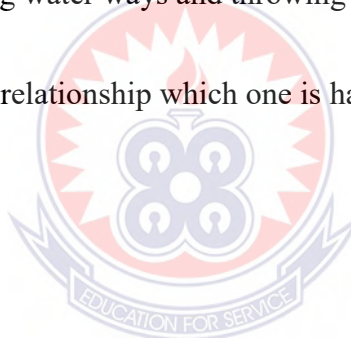 g water ways and throwing
relationship which one is ha
EDUCATION FOR SERVICE